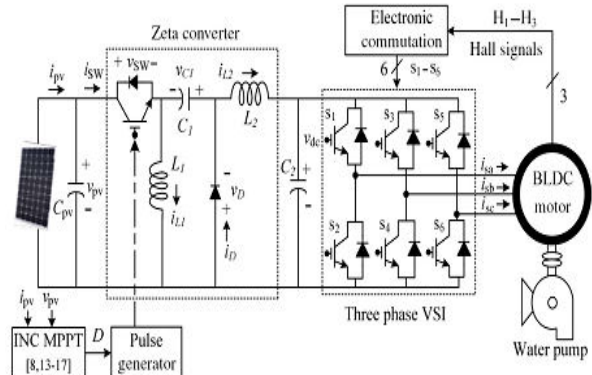 Zeta converter
Electronic
commutation
H1–H3
Hall signals
6
s1–s6
3
ipv
iSW
+ vSW–
– vC1 +
C1
iL2
L2
L1
iL1
+
vpv
–
Cpv
–
vD
+
iD
C2
+
–
vdc
S1
S3
S5
S2
S4
S6
isa
isb
isc
BLDC
motor
Three phase VSI
Water pump
ipv
vpv
INC MPPT
[8,13-17]
D
Pulse
generator